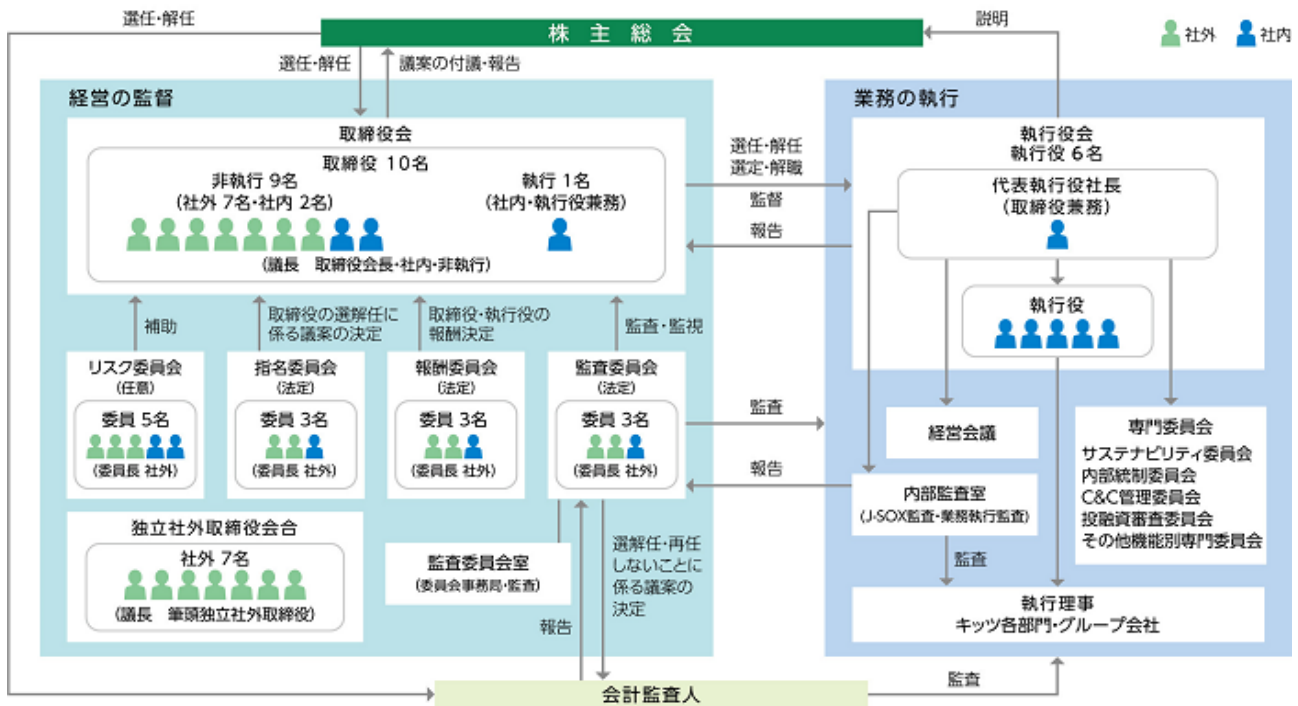 選任・解任
株主総会
説明
社外
社内
選任・解任
議案の付議・報告
経営の監督
取締役会
取締役 10名
非執行 9名
(社外 7名・社内 2名)
執行 1名
(社内・執行役兼務)
(議長　取締役会長・社内・非執行)
選任・解任
選定・解職
監督
報告
業務の執行
執行役会
執行役 6名
代表執行役社長
(取締役兼務)
執行役
補助
取締役の選解任に
係る議案の決定
取締役・執行役の
報酬決定
監査・監視
リスク委員会
(任意)
委員 5名
(委員長 社外)
指名委員会
(法定)
委員 3名
(委員長 社外)
報酬委員会
(法定)
委員 3名
(委員長 社外)
監査委員会
(法定)
委員 3名
(委員長 社外)
監査
報告
経営会議
専門委員会
サステナビリティ委員会
内部統制委員会
C&C管理委員会
投融資審査委員会
その他機能別専門委員会
内部監査室
(J-SOX監査・業務執行監査)
独立社外取締役会合
社外 7名
(議長　筆頭独立社外取締役)
監査委員会室
(委員会事務局・監査)
選解任・再任
しないことに
係る議案の
決定
報告
監査
執行理事
キッツ各部門・グループ会社
会計監査人
監査